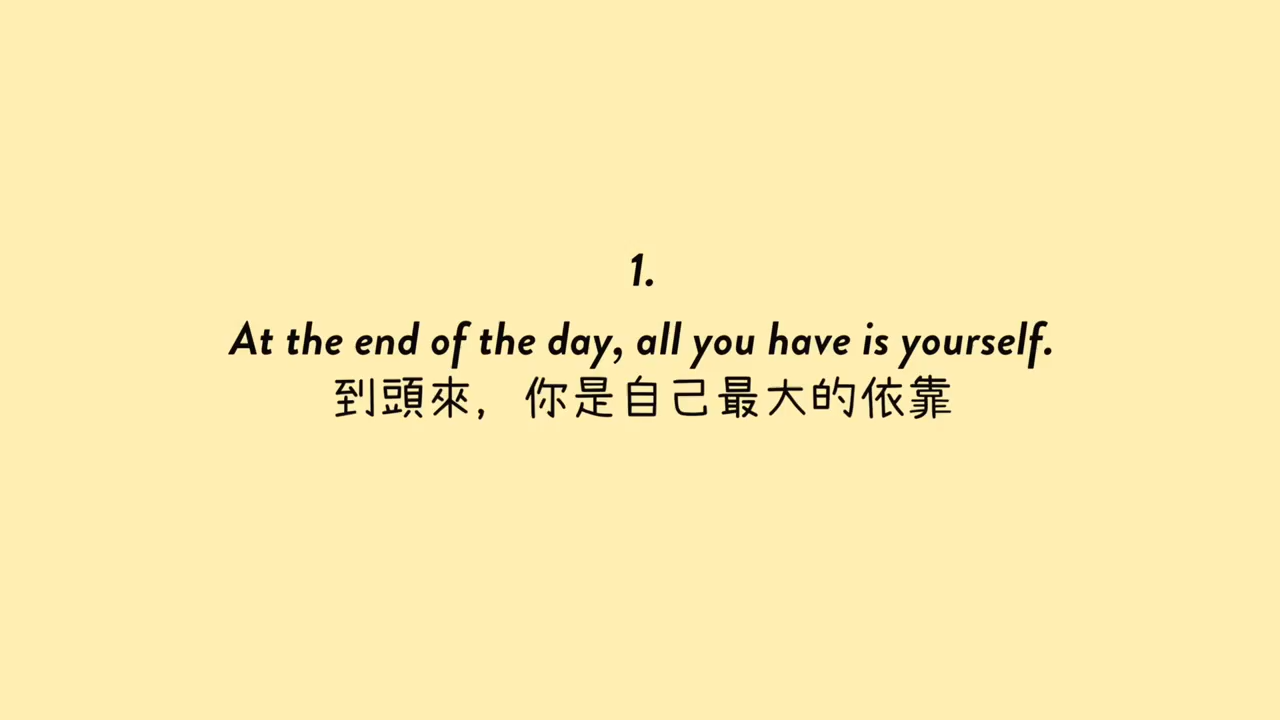 1.
At the end of the day, all you have is yourself.
到頭來，你是自己最大的依靠